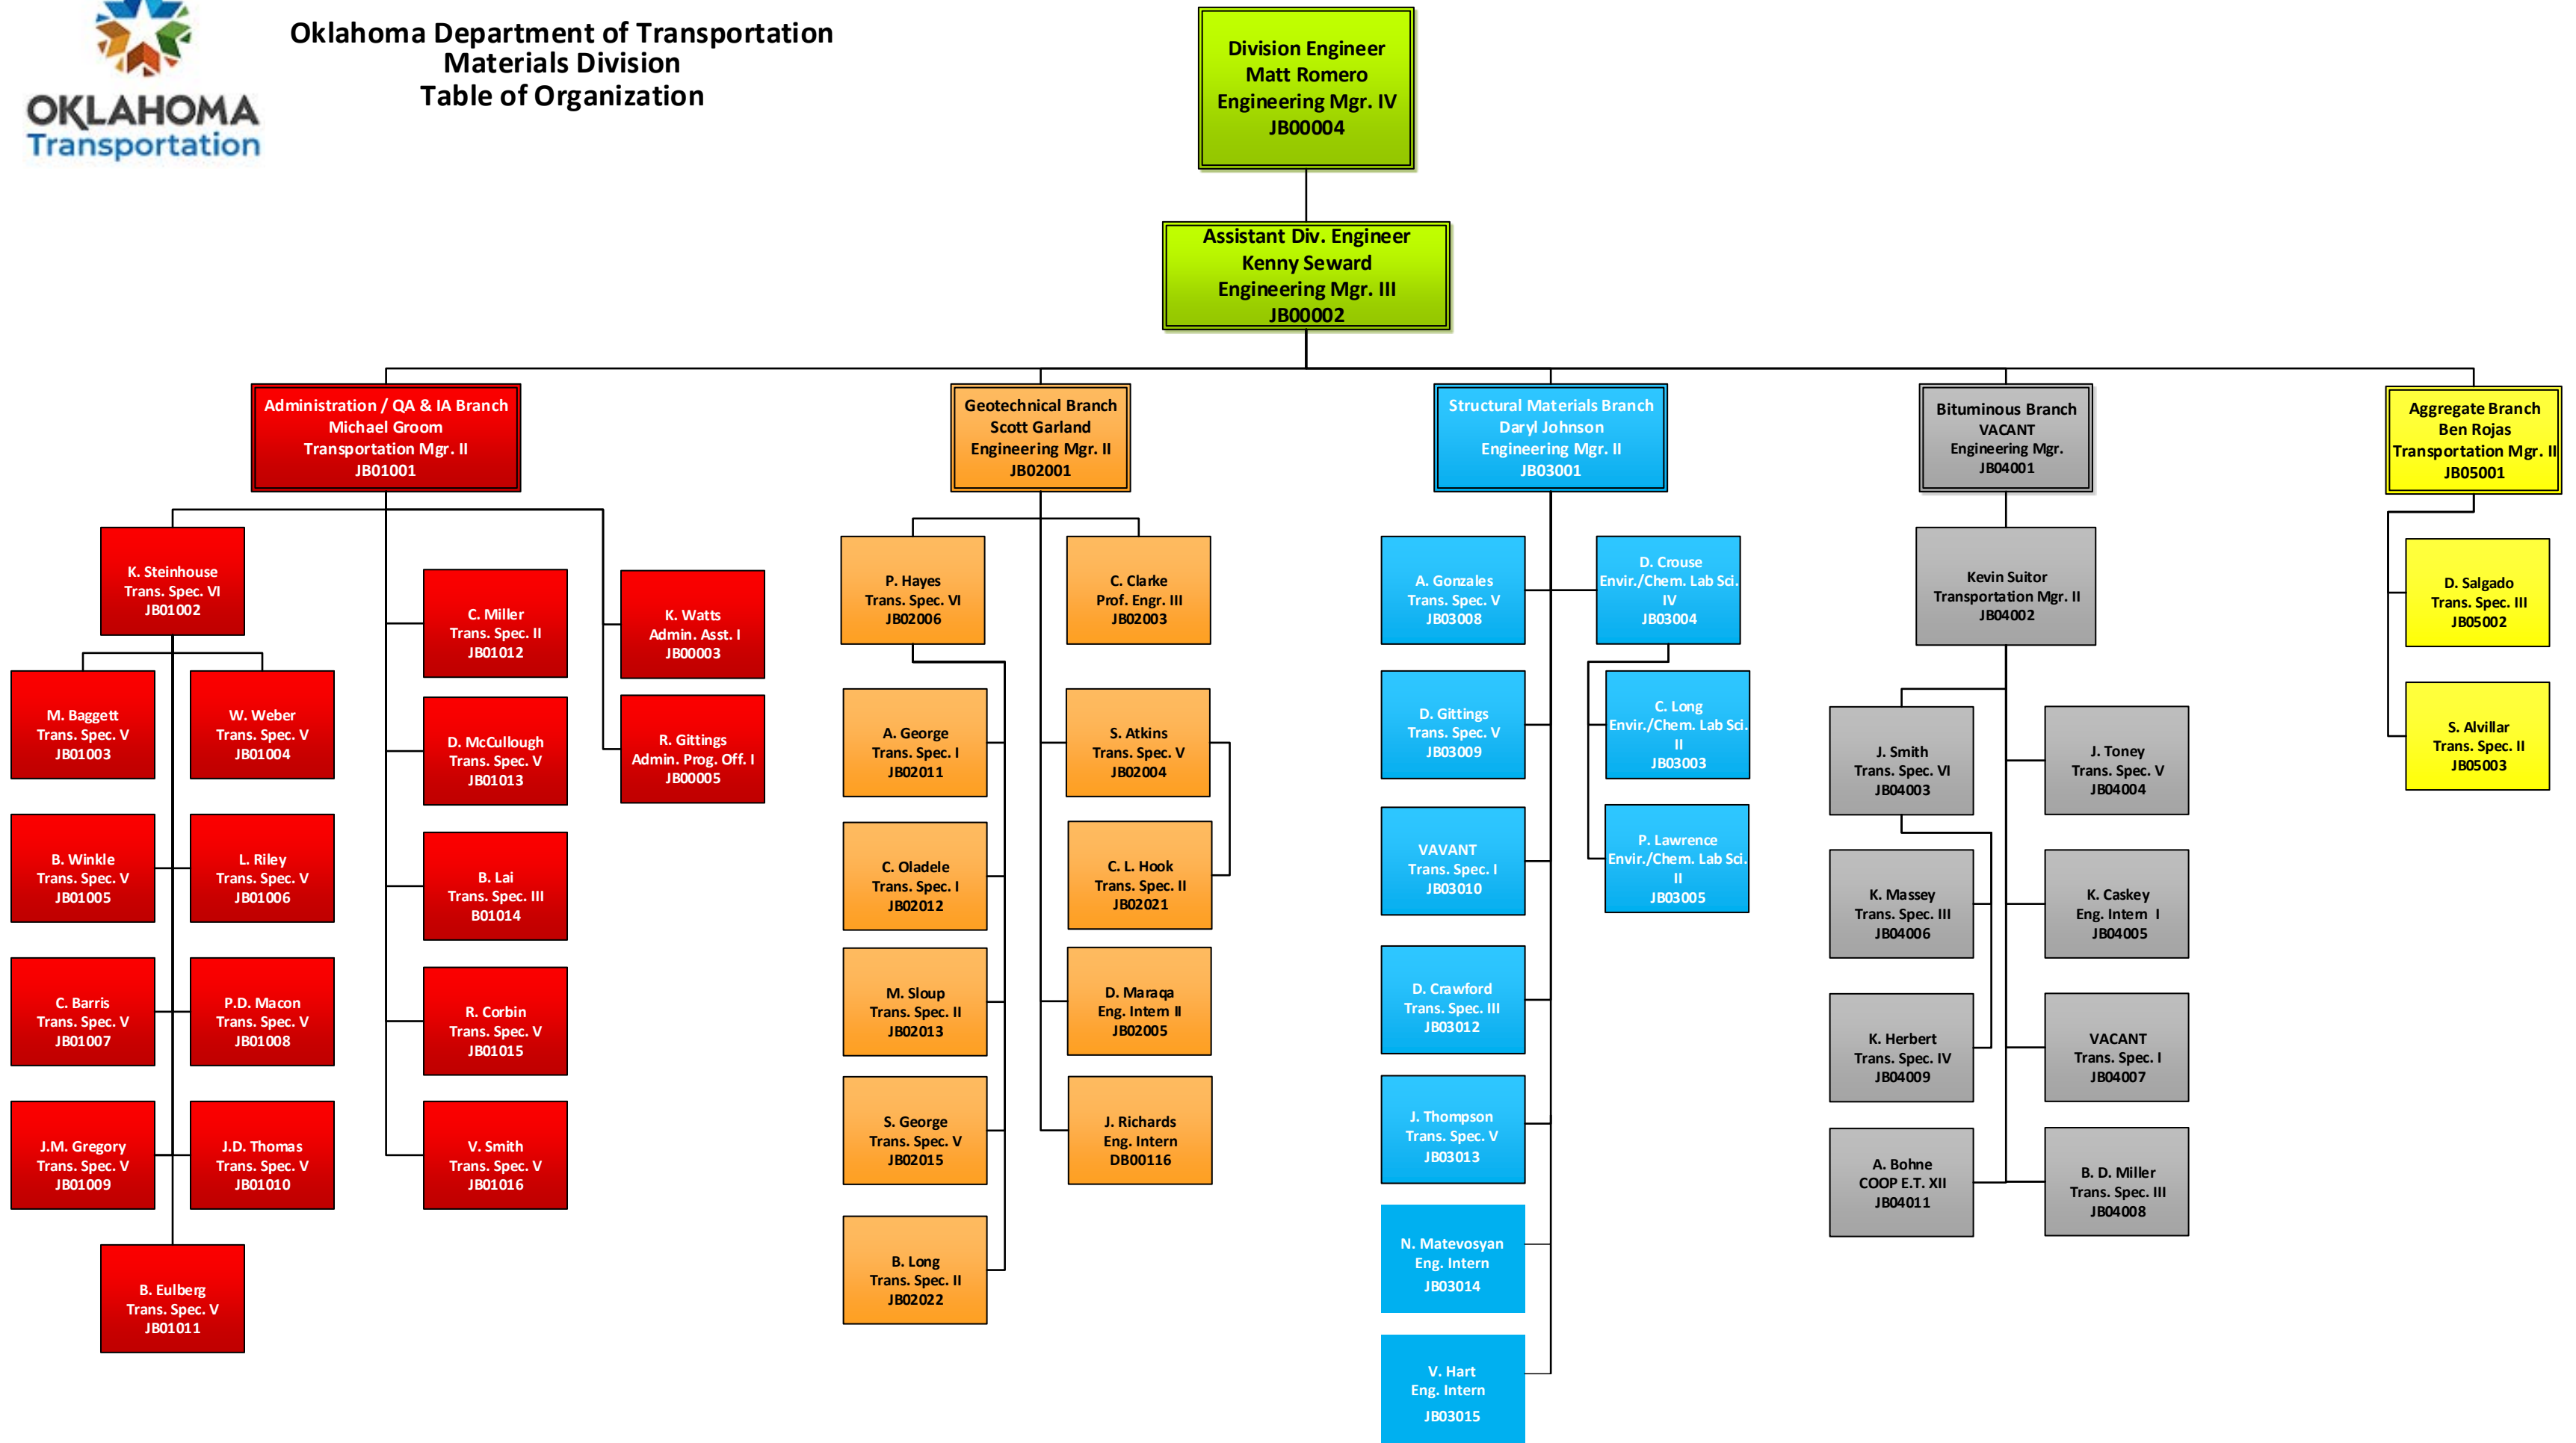 OKLAHOMA
Transportation
Oklahoma Department of Transportation
Materials Division
Table of Organization
Division Engineer
Matt Romero
Engineering Mgr. IV
JB00004
Assistant Div. Engineer
Kenny Seward
Engineering Mgr. III
JB00002
Administration / QA & IA Branch
Michael Groom
Transportation Mgr. II
JB01001
K. Steinhouse
Trans. Spec. VI
JB01002
M. Baggett
Trans. Spec. V
JB01003
W. Weber
Trans. Spec. V
JB01004
B. Winkle
Trans. Spec. V
JB01005
L. Riley
Trans. Spec. V
JB01006
C. Barris
Trans. Spec. V
JB01007
P.D. Macon
Trans. Spec. V
JB01008
J.M. Gregory
Trans. Spec. V
JB01009
J.D. Thomas
Trans. Spec. V
JB01010
B. Eulberg
Trans. Spec. V
JB01011
C. Miller
Trans. Spec. II
JB01012
D. McCullough
Trans. Spec. V
JB01013
B. Lai
Trans. Spec. III
B01014
R. Corbin
Trans. Spec. V
JB01015
V. Smith
Trans. Spec. V
JB01016
K. Watts
Admin. Asst. I
JB00003
R. Gittings
Admin. Prog. Off. I
JB00005
Geotechnical Branch
Scott Garland
Engineering Mgr. II
JB02001
P. Hayes
Trans. Spec. VI
JB02006
C. Clarke
Prof. Engr. III
JB02003
A. George
Trans. Spec. I
JB02011
C. Oladele
Trans. Spec. I
JB02012
M. Sloup
Trans. Spec. II
JB02013
S. George
Trans. Spec. V
JB02015
B. Long
Trans. Spec. II
JB02022
S. Atkins
Trans. Spec. V
JB02004
C. L. Hook
Trans. Spec. II
JB02021
D. Maraqa
Eng. Intern II
JB02005
J. Richards
Eng. Intern
DB00116
Structural Materials Branch
Daryl Johnson
Engineering Mgr. II
JB03001
A. Gonzales
Trans. Spec. V
JB03008
D. Gittings
Trans. Spec. V
JB03009
VAVANT
Trans. Spec. I
JB03010
D. Crawford
Trans. Spec. III
JB03012
J. Thompson
Trans. Spec. V
JB03013
N. Matevosyan
Eng. Intern
JB03014
V. Hart
Eng. Intern
JB03015
D. Crouse
Envir./Chem. Lab Sci.
IV
JB03004
C. Long
Envir./Chem. Lab Sci.
II
JB03003
P. Lawrence
Envir./Chem. Lab Sci.
II
JB03005
Bituminous Branch
VACANT
Engineering Mgr.
JB04001
Kevin Suitor
Transportation Mgr. II
JB04002
J. Smith
Trans. Spec. VI
JB04003
K. Massey
Trans. Spec. III
JB04006
K. Herbert
Trans. Spec. IV
JB04009
A. Bohne
COOP E.T. XII
JB04011
J. Toney
Trans. Spec. V
JB04004
K. Caskey
Eng. Intern I
JB04005
VACANT
Trans. Spec. I
JB04007
B. D. Miller
Trans. Spec. III
JB04008
Aggregate Branch
Ben Rojas
Transportation Mgr. II
JB05001
D. Salgado
Trans. Spec. III
JB05002
S. Alvillar
Trans. Spec. II
JB05003